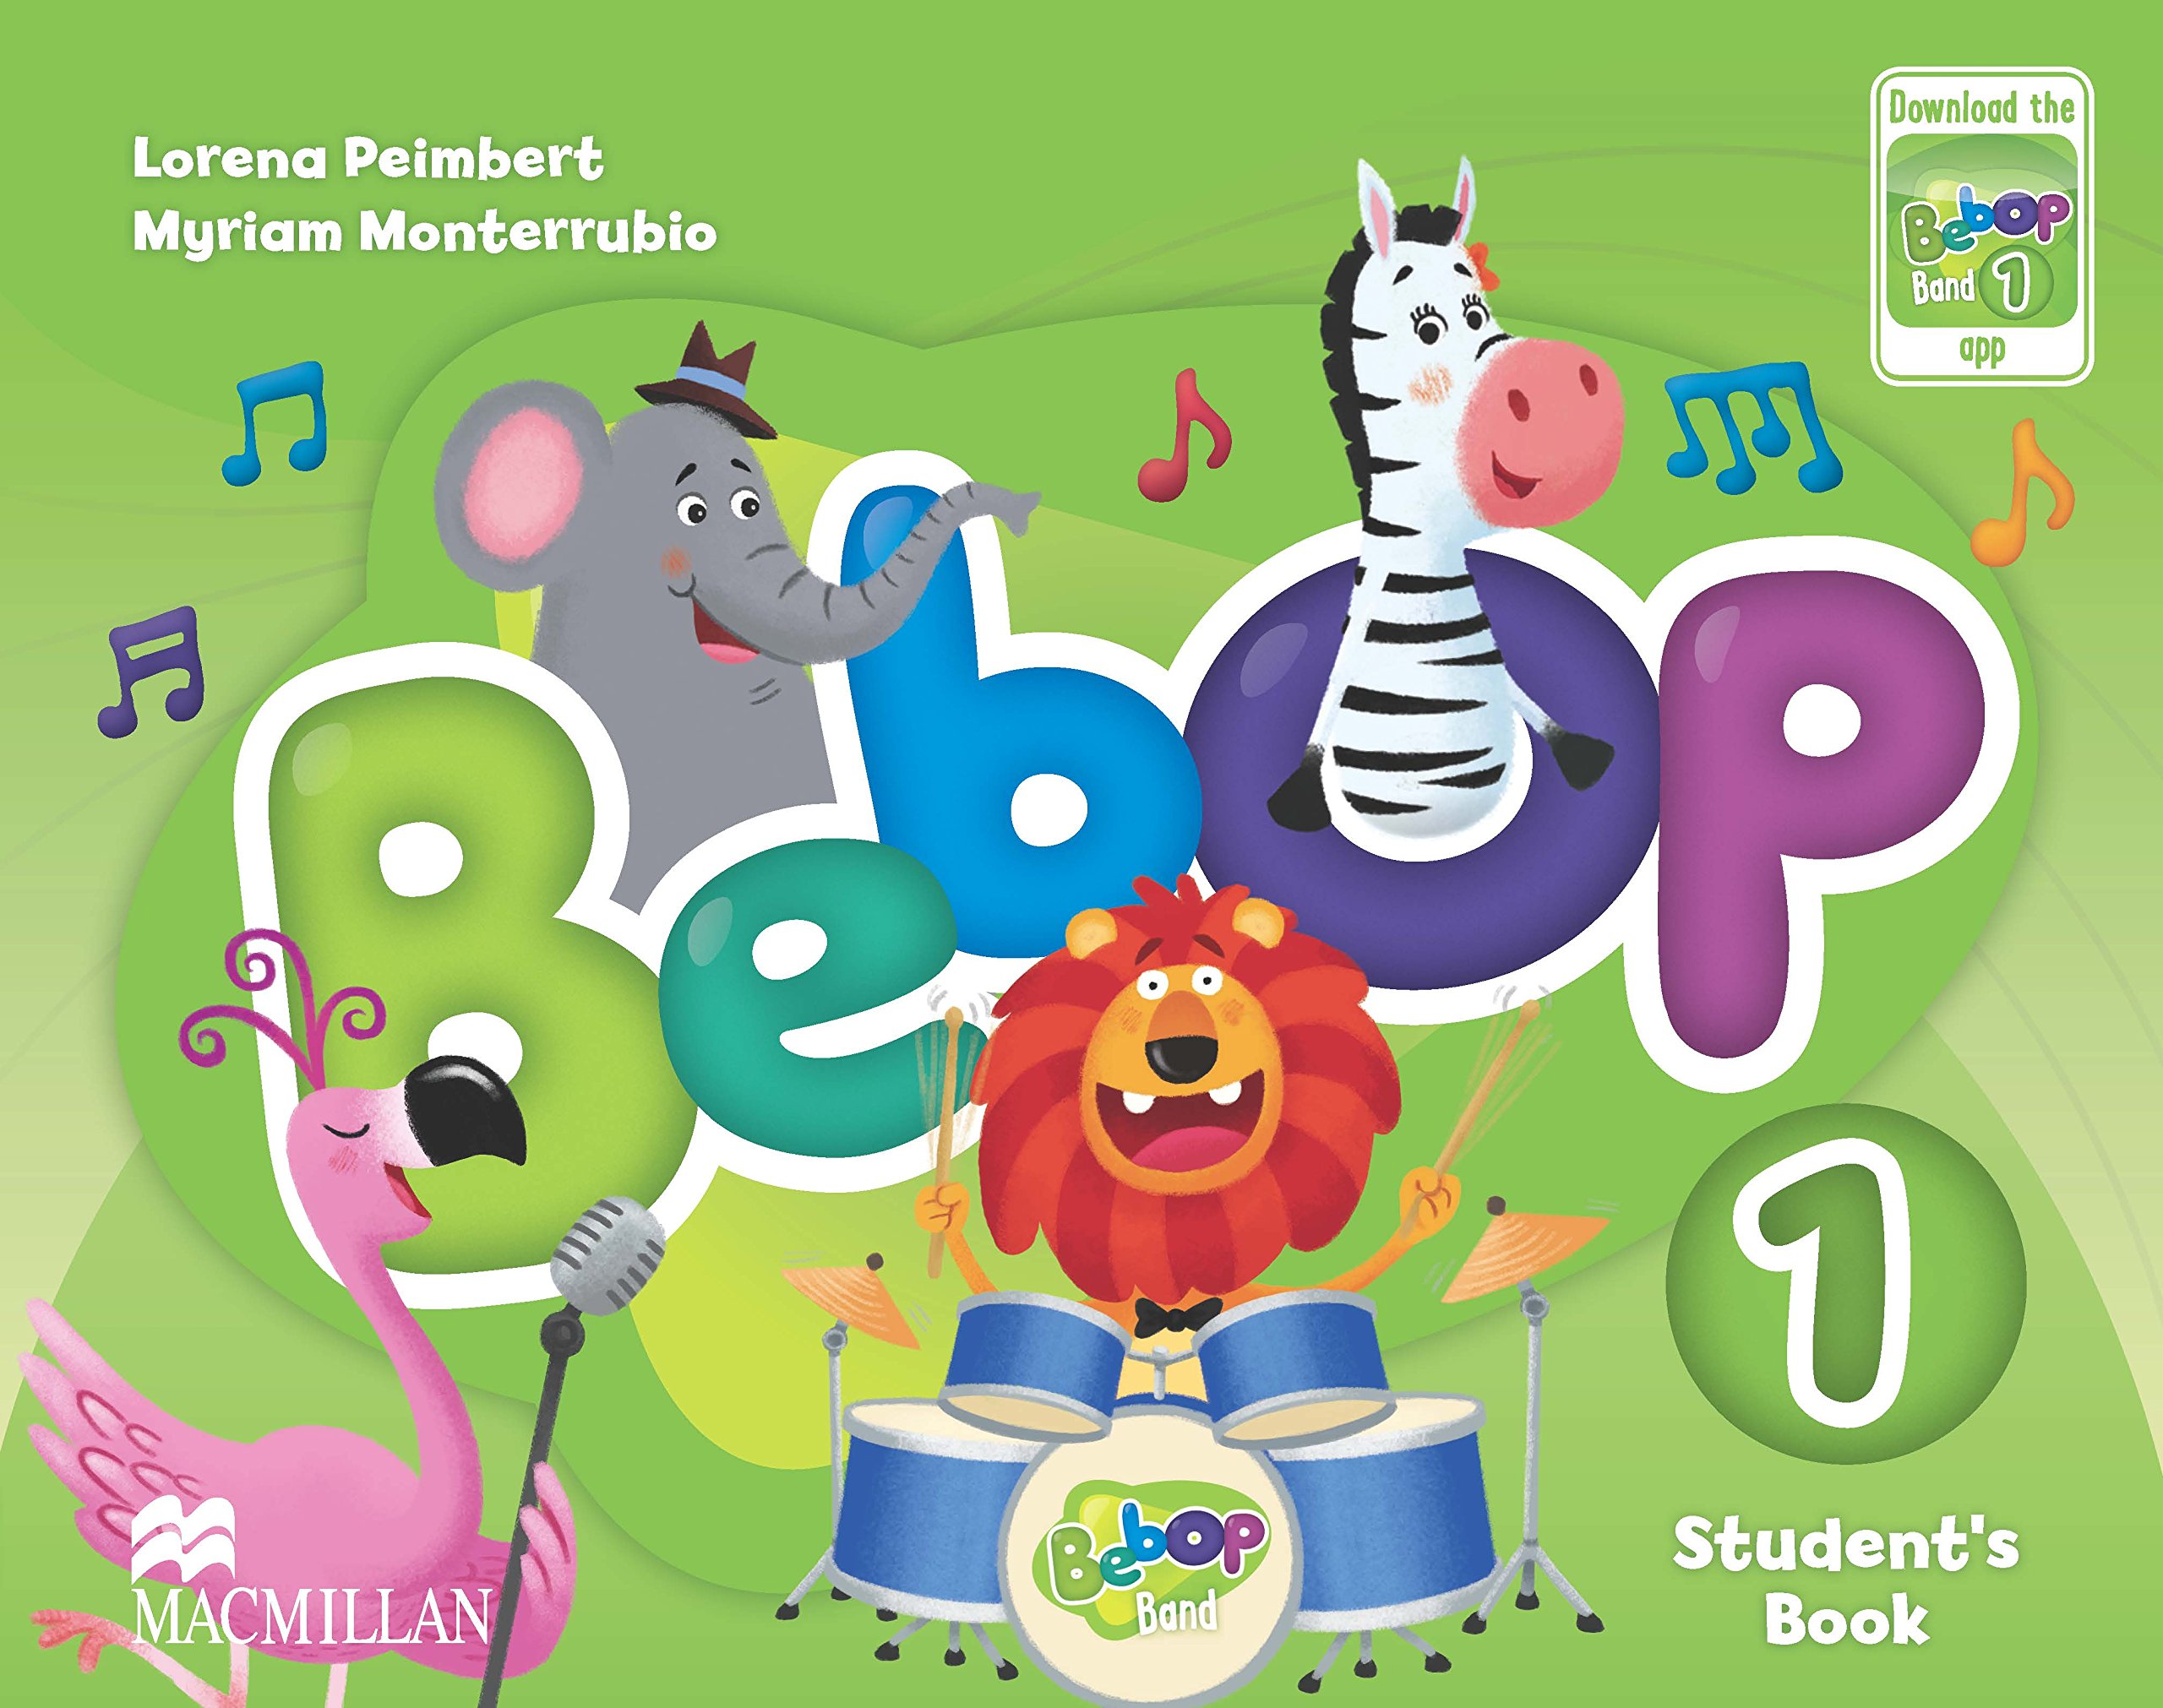 Lorena Peimbert
Myriam Monterrubio
Download the
Bebop
Band 1
app
Bebop
1
Student's
Book
Bebop
Band
MACMILLAN